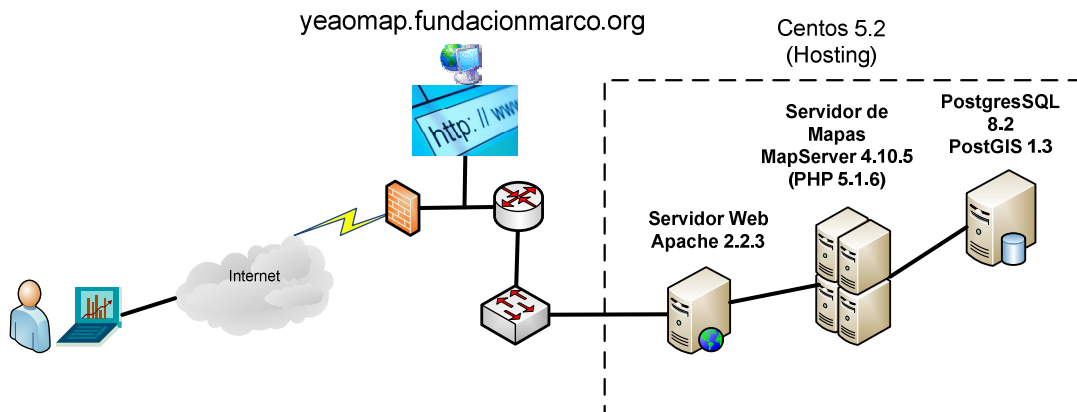 yeaomap.fundacionmarco.org
http: // www
Internet
Centos 5.2
(Hosting)
Servidor Web
Apache 2.2.3
Servidor de
Mapas
MapServer 4.10.5
(PHP 5.1.6)
PostgresSQL
8.2
PostGIS 1.3